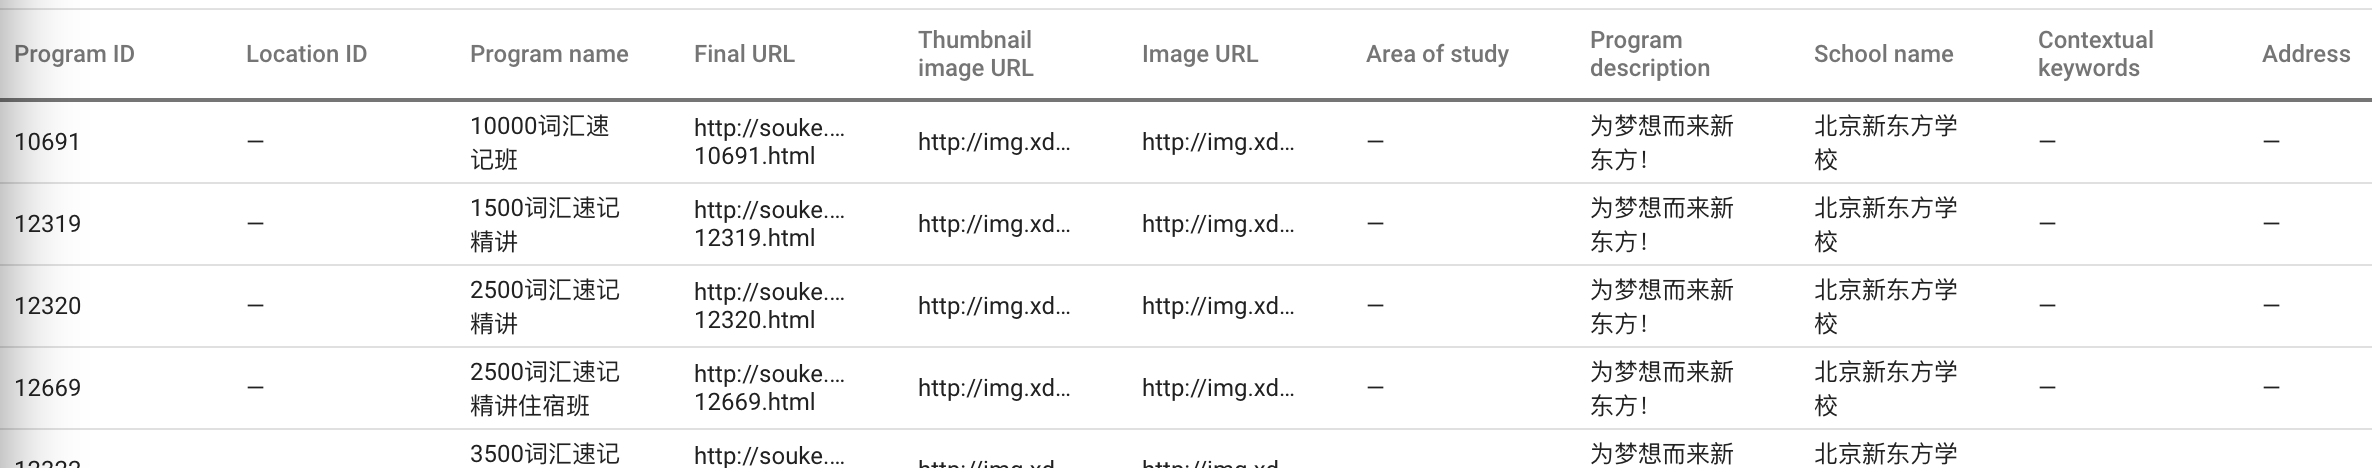 Program ID
Location ID
Program name
Final URL
Thumbnail
image URL
Image URL
Area of study
Program
description
School name
Contextual
keywords
Address
10691
—
10000词汇速
记班
http://souke.…
10691.html
http://img.xd…
http://img.xd…
—
为梦想而来新
东方！
北京新东方学
校
—
—
12319
—
1500词汇速记
精讲
http://souke.…
12319.html
http://img.xd…
http://img.xd…
—
为梦想而来新
东方！
北京新东方学
校
—
—
12320
—
2500词汇速记
精讲
http://souke.…
12320.html
http://img.xd…
http://img.xd…
—
为梦想而来新
东方！
北京新东方学
校
—
—
12669
—
2500词汇速记
精讲住宿班
http://souke.…
12669.html
http://img.xd…
http://img.xd…
—
为梦想而来新
东方！
北京新东方学
校
—
—
3500词汇速记
http://souke.…
http://img.xd
http://img.xd
为梦想而来新
北京新东方学